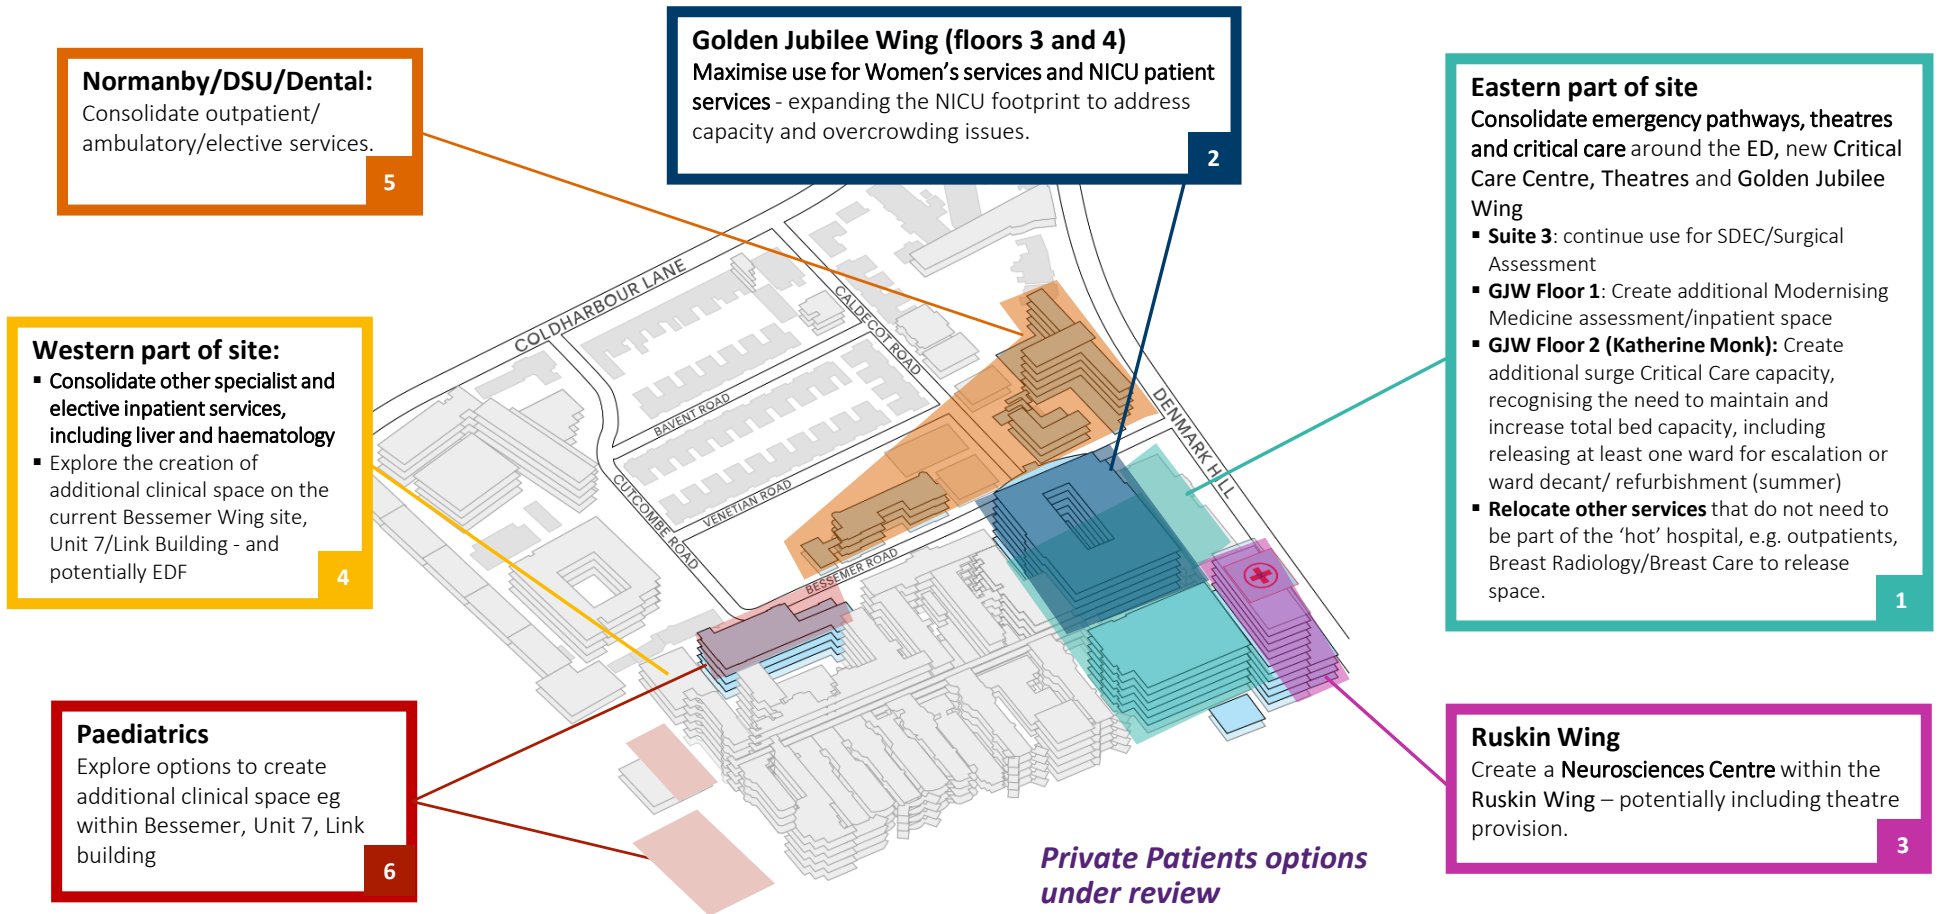 Golden Jubilee Wing (floors 3 and 4)
Maximise use for Women's services and NICU patient
services - expanding the NICU footprint to address
capacity and overcrowding issues.
2
Normanby/DSU/Dental:
Consolidate outpatient/
ambulatory/elective services.
5
Eastern part of site
Consolidate emergency pathways, theatres
and critical care around the ED, new Critical
Care Centre, Theatres and Golden Jubilee
Wing
▪ Suite 3: continue use for SDEC/Surgical
Assessment
▪ GJW Floor 1: Create additional Modernising
Medicine assessment/inpatient space
▪ GJW Floor 2 (Katherine Monk): Create
additional surge Critical Care capacity,
recognising the need to maintain and
increase total bed capacity, including
releasing at least one ward for escalation or
ward decant/ refurbishment (summer)
▪ Relocate other services that do not need to
be part of the ‘hot’ hospital, e.g. outpatients,
Breast Radiology/Breast Care to release
space.
1
Western part of site:
▪ Consolidate other specialist and
elective inpatient services,
including liver and haematology
▪ Explore the creation of
additional clinical space on the
current Bessemer Wing site,
Unit 7/Link Building - and
potentially EDF
4
COLDHARBOUR LANE
CALDECOT ROAD
BAVENT ROAD
DENMARK HILL
CUTCOMBE ROAD
VENETIAN ROAD
BESSEMER ROAD
Paediatrics
Explore options to create
additional clinical space eg
within Bessemer, Unit 7, Link
building
6
Ruskin Wing
Create a Neurosciences Centre within the
Ruskin Wing – potentially including theatre
provision.
3
Private Patients options
under review